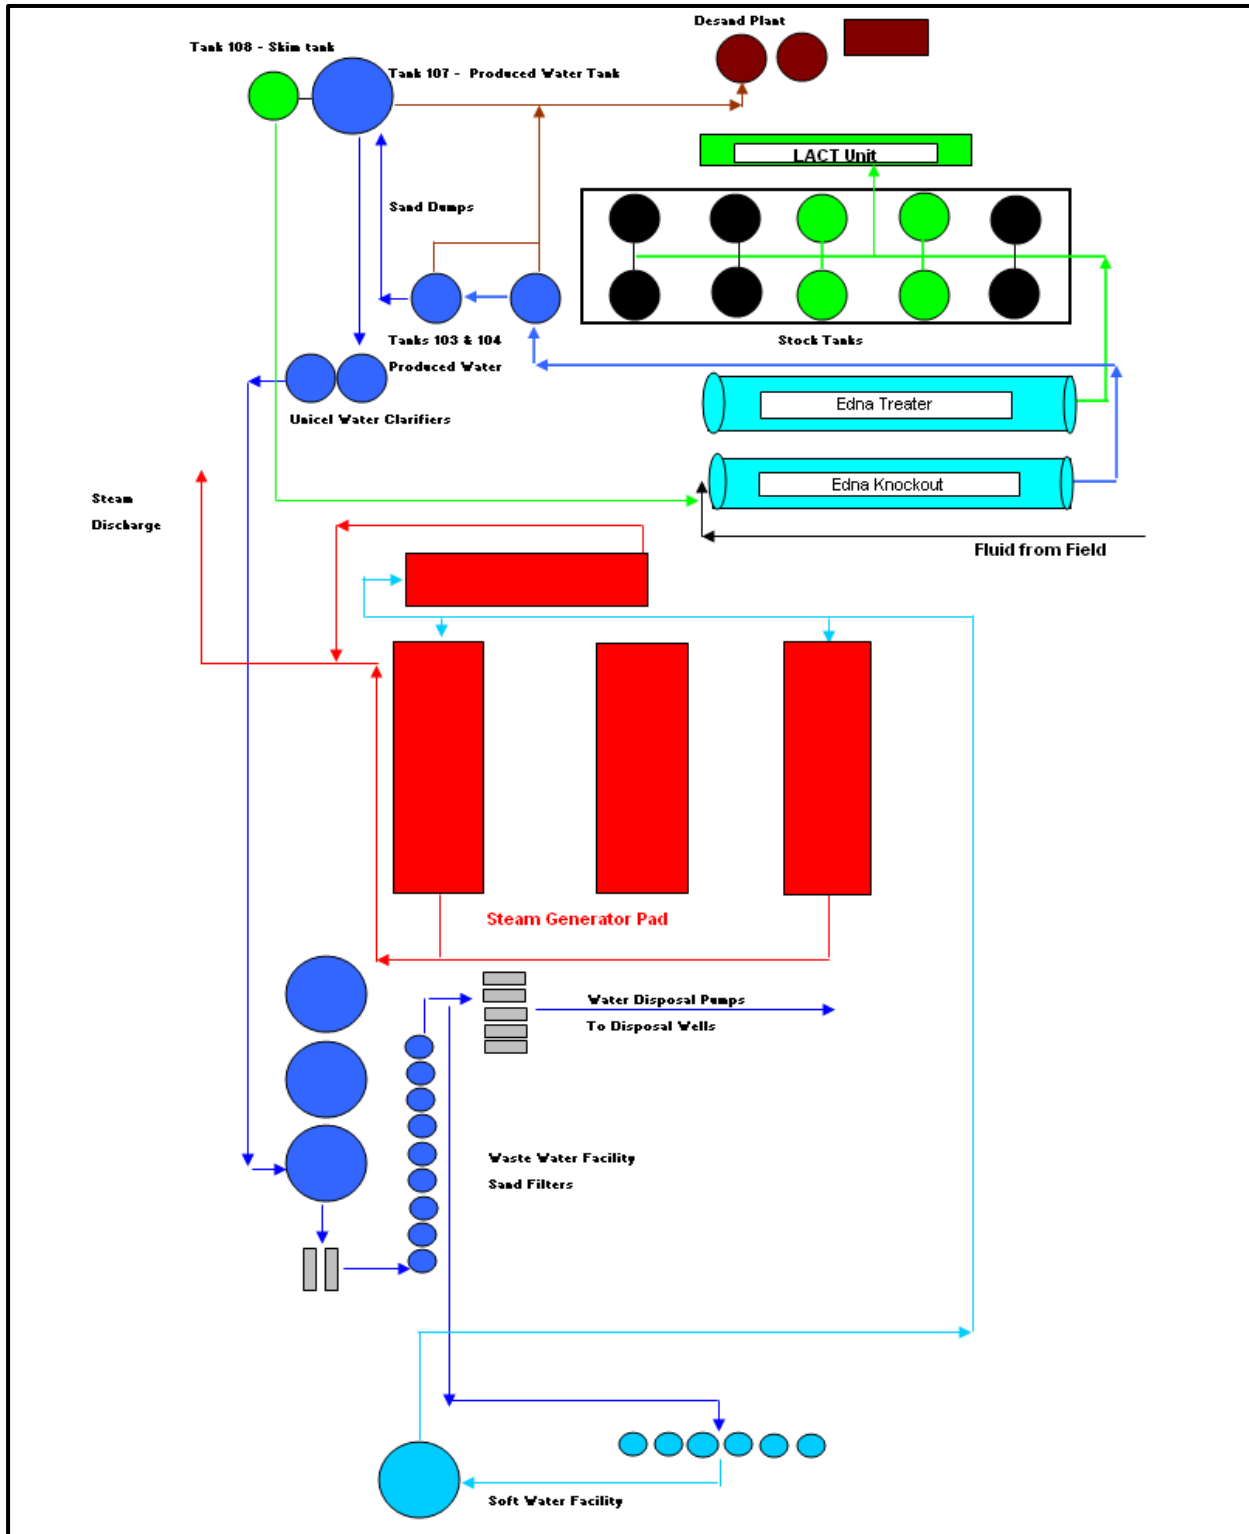 Desand Plant
Tank 108 - Skim tank
Tank 107 - Produced Water Tank
LACT Unit
Sand Dumps
Tanks 103 & 104
Produced Water
Stock Tanks
Edna Treater
Unicel Water Clarifiers
Edna Knockout
Steam
Discharge
Fluid from Field
Steam Generator Pad
Water Disposal Pumps
To Disposal Wells
Waste Water Facility
Sand Filters
Soft Water Facility